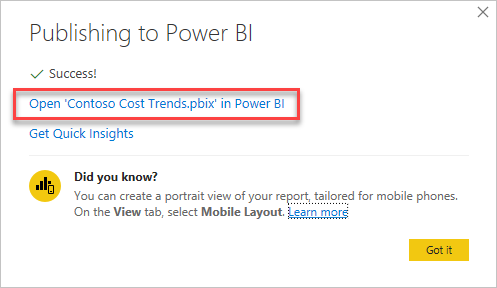 Publishing to Power BI
Success!
Open 'Contoso Cost Trends.pbix' in Power BI
Get Quick Insights
Did you know?
You can create a portrait view of your report, tailored for mobile phones.
On the View tab, select Mobile Layout. Learn more
Got it